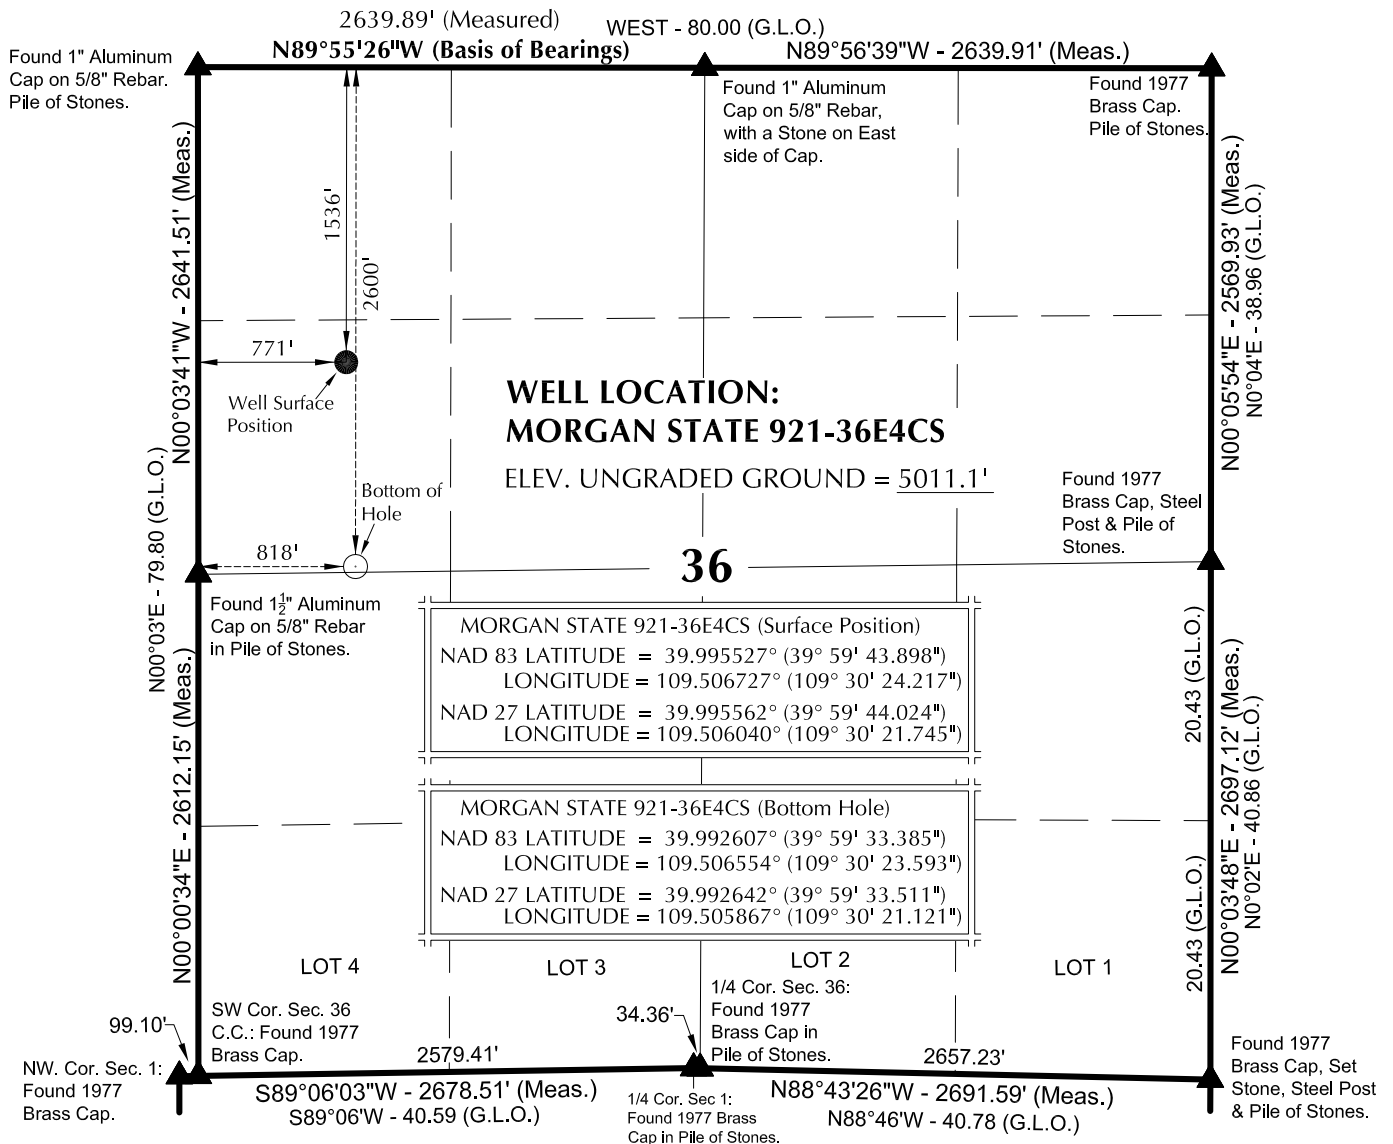 2639.89' (Measured)
WEST - 80.00 (G.L.O.)
N89°55'26"W (Basis of Bearings)
N89°56'39"W - 2639.91' (Meas.)
Found 1" Aluminum
Cap on 5/8" Rebar.
Pile of Stones.
Found 1" Aluminum
Cap on 5/8" Rebar,
with a Stone on East
side of Cap.
Found 1977
Brass Cap.
Pile of Stones.
N00°03'41"W - 2641.51' (Meas.)
1536'
2600'
N00°05'54"E - 2569.93' (Meas.)
N0°04'E - 38.96 (G.L.O.)
771'
Well Surface
Position
WELL LOCATION:
MORGAN STATE 921-36E4CS
ELEV. UNGRADED GROUND = 5011.1'
N00°03'E - 79.80 (G.L.O.)
Bottom of
Hole
Found 1977
Brass Cap, Steel
Post & Pile of
Stones.
818'
36
Found 1½" Aluminum
Cap on 5/8" Rebar
in Pile of Stones.
MORGAN STATE 921-36E4CS (Surface Position)
NAD 83 LATITUDE = 39.995527° (39° 59' 43.898")
LONGITUDE = 109.506727° (109° 30' 24.217")
NAD 27 LATITUDE = 39.995562° (39° 59' 44.024")
LONGITUDE = 109.506040° (109° 30' 21.745")
N00°00'34"E - 2612.15' (Meas.)
20.43 (G.L.O.)
N00°03'48"E - 2697.12' (Meas.)
N0°02'E - 40.86 (G.L.O.)
MORGAN STATE 921-36E4CS (Bottom Hole)
NAD 83 LATITUDE = 39.992607° (39° 59' 33.385")
LONGITUDE = 109.506554° (109° 30' 23.593")
NAD 27 LATITUDE = 39.992642° (39° 59' 33.511")
LONGITUDE = 109.505867° (109° 30' 21.121")
20.43 (G.L.O.)
LOT 4
LOT 3
LOT 2
LOT 1
99.10'
SW Cor. Sec. 36
C.C.: Found 1977
Brass Cap.
34.36'
1/4 Cor. Sec. 36:
Found 1977
Brass Cap in
Pile of Stones.
2579.41'
2657.23'
NW. Cor. Sec. 1:
Found 1977
Brass Cap.
S89°06'03"W - 2678.51' (Meas.)
S89°06'W - 40.59 (G.L.O.)
1/4 Cor. Sec 1:
Found 1977 Brass
Cap in Pile of Stones.
N88°43'26"W - 2691.59' (Meas.)
N88°46'W - 40.78 (G.L.O.)
Found 1977
Brass Cap, Set
Stone, Steel Post
& Pile of Stones.